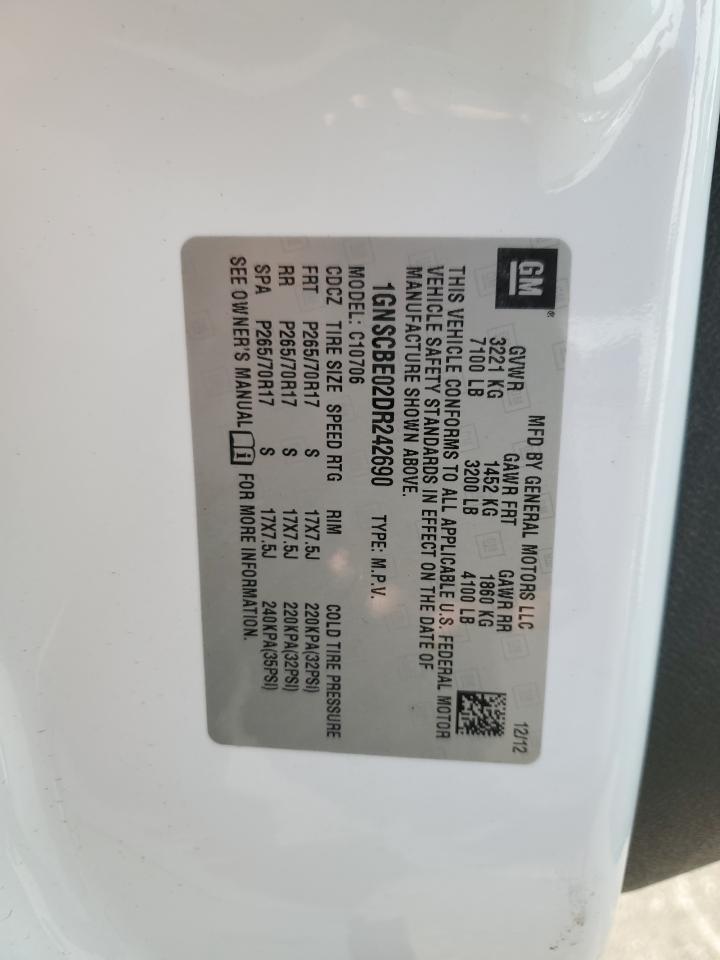 GM®
MFD BY GENERAL MOTORS LLC 12/12
GVWR GAWR FRT GAWR RR
3221 KG 1452 KG 1860 KG
7100 LB 3200 LB 4100 LB
THIS VEHICLE CONFORMS TO ALL APPLICABLE U.S. FEDERAL MOTOR
VEHICLE SAFETY STANDARDS IN EFFECT ON THE DATE OF
MANUFACTURE SHOWN ABOVE.
1GNSCBE02DR242690 TYPE: M.P.V.
MODEL: C10706
CDCZ TIRE SIZE SPEED RTG RIM COLD TIRE PRESSURE
FRT P265/70R17 S 17X7.5J 220KPA(32PSI)
RR P265/70R17 S 17X7.5J 220KPA(32PSI)
SPA P265/70R17 S 17X7.5J 240KPA(35PSI)
SEE OWNER'S MANUAL i FOR MORE INFORMATION.